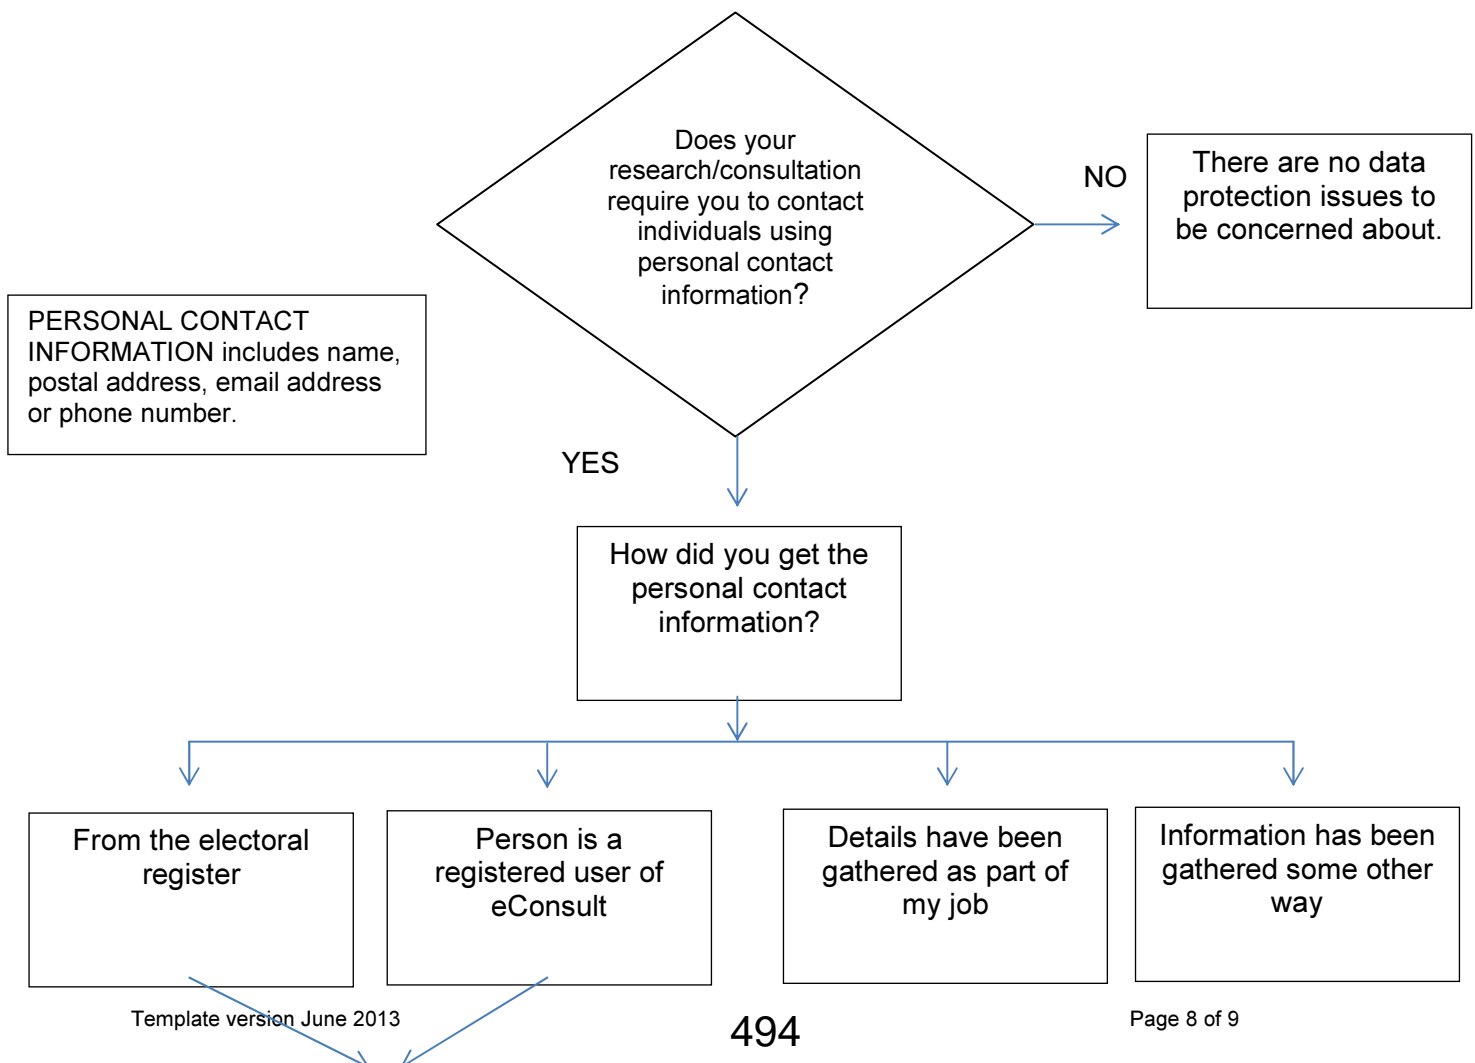 Does your
research/consultation
require you to contact
individuals using
personal contact
information?
NO
There are no data
protection issues to
be concerned about.
PERSONAL CONTACT
INFORMATION includes name,
postal address, email address
or phone number.
YES
How did you get the
personal contact
information?
From the electoral
register
Person is a
registered user of
eConsult
Details have been
gathered as part of
my job
Information has been
gathered some other
way
Template version June 2013
494
Page 8 of 9